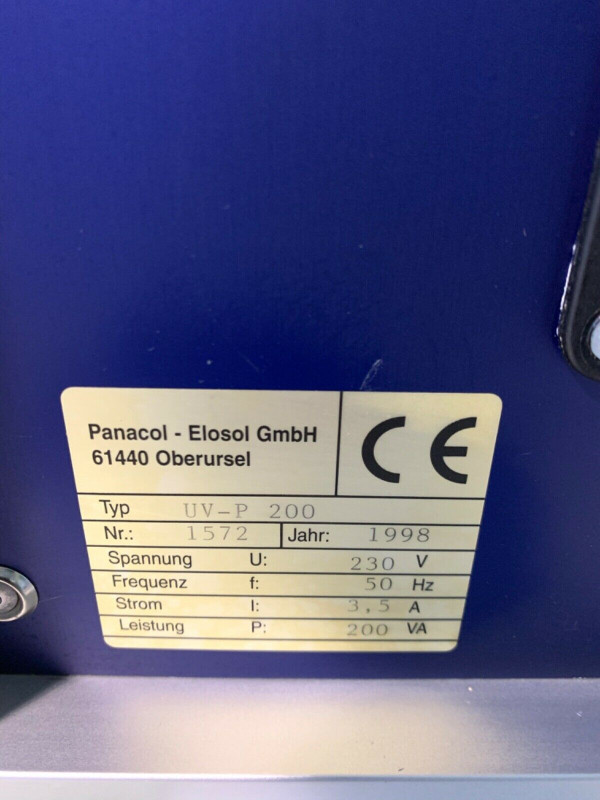 Panacol - Elosol GmbH
61440 Oberursel
CE
Typ UV-P 200
Nr.: 1572 Jahr: 1998
Spannung U: 230 V
Frequenz f: 50 Hz
Strom I: 3,5 A
Leistung P: 200 VA